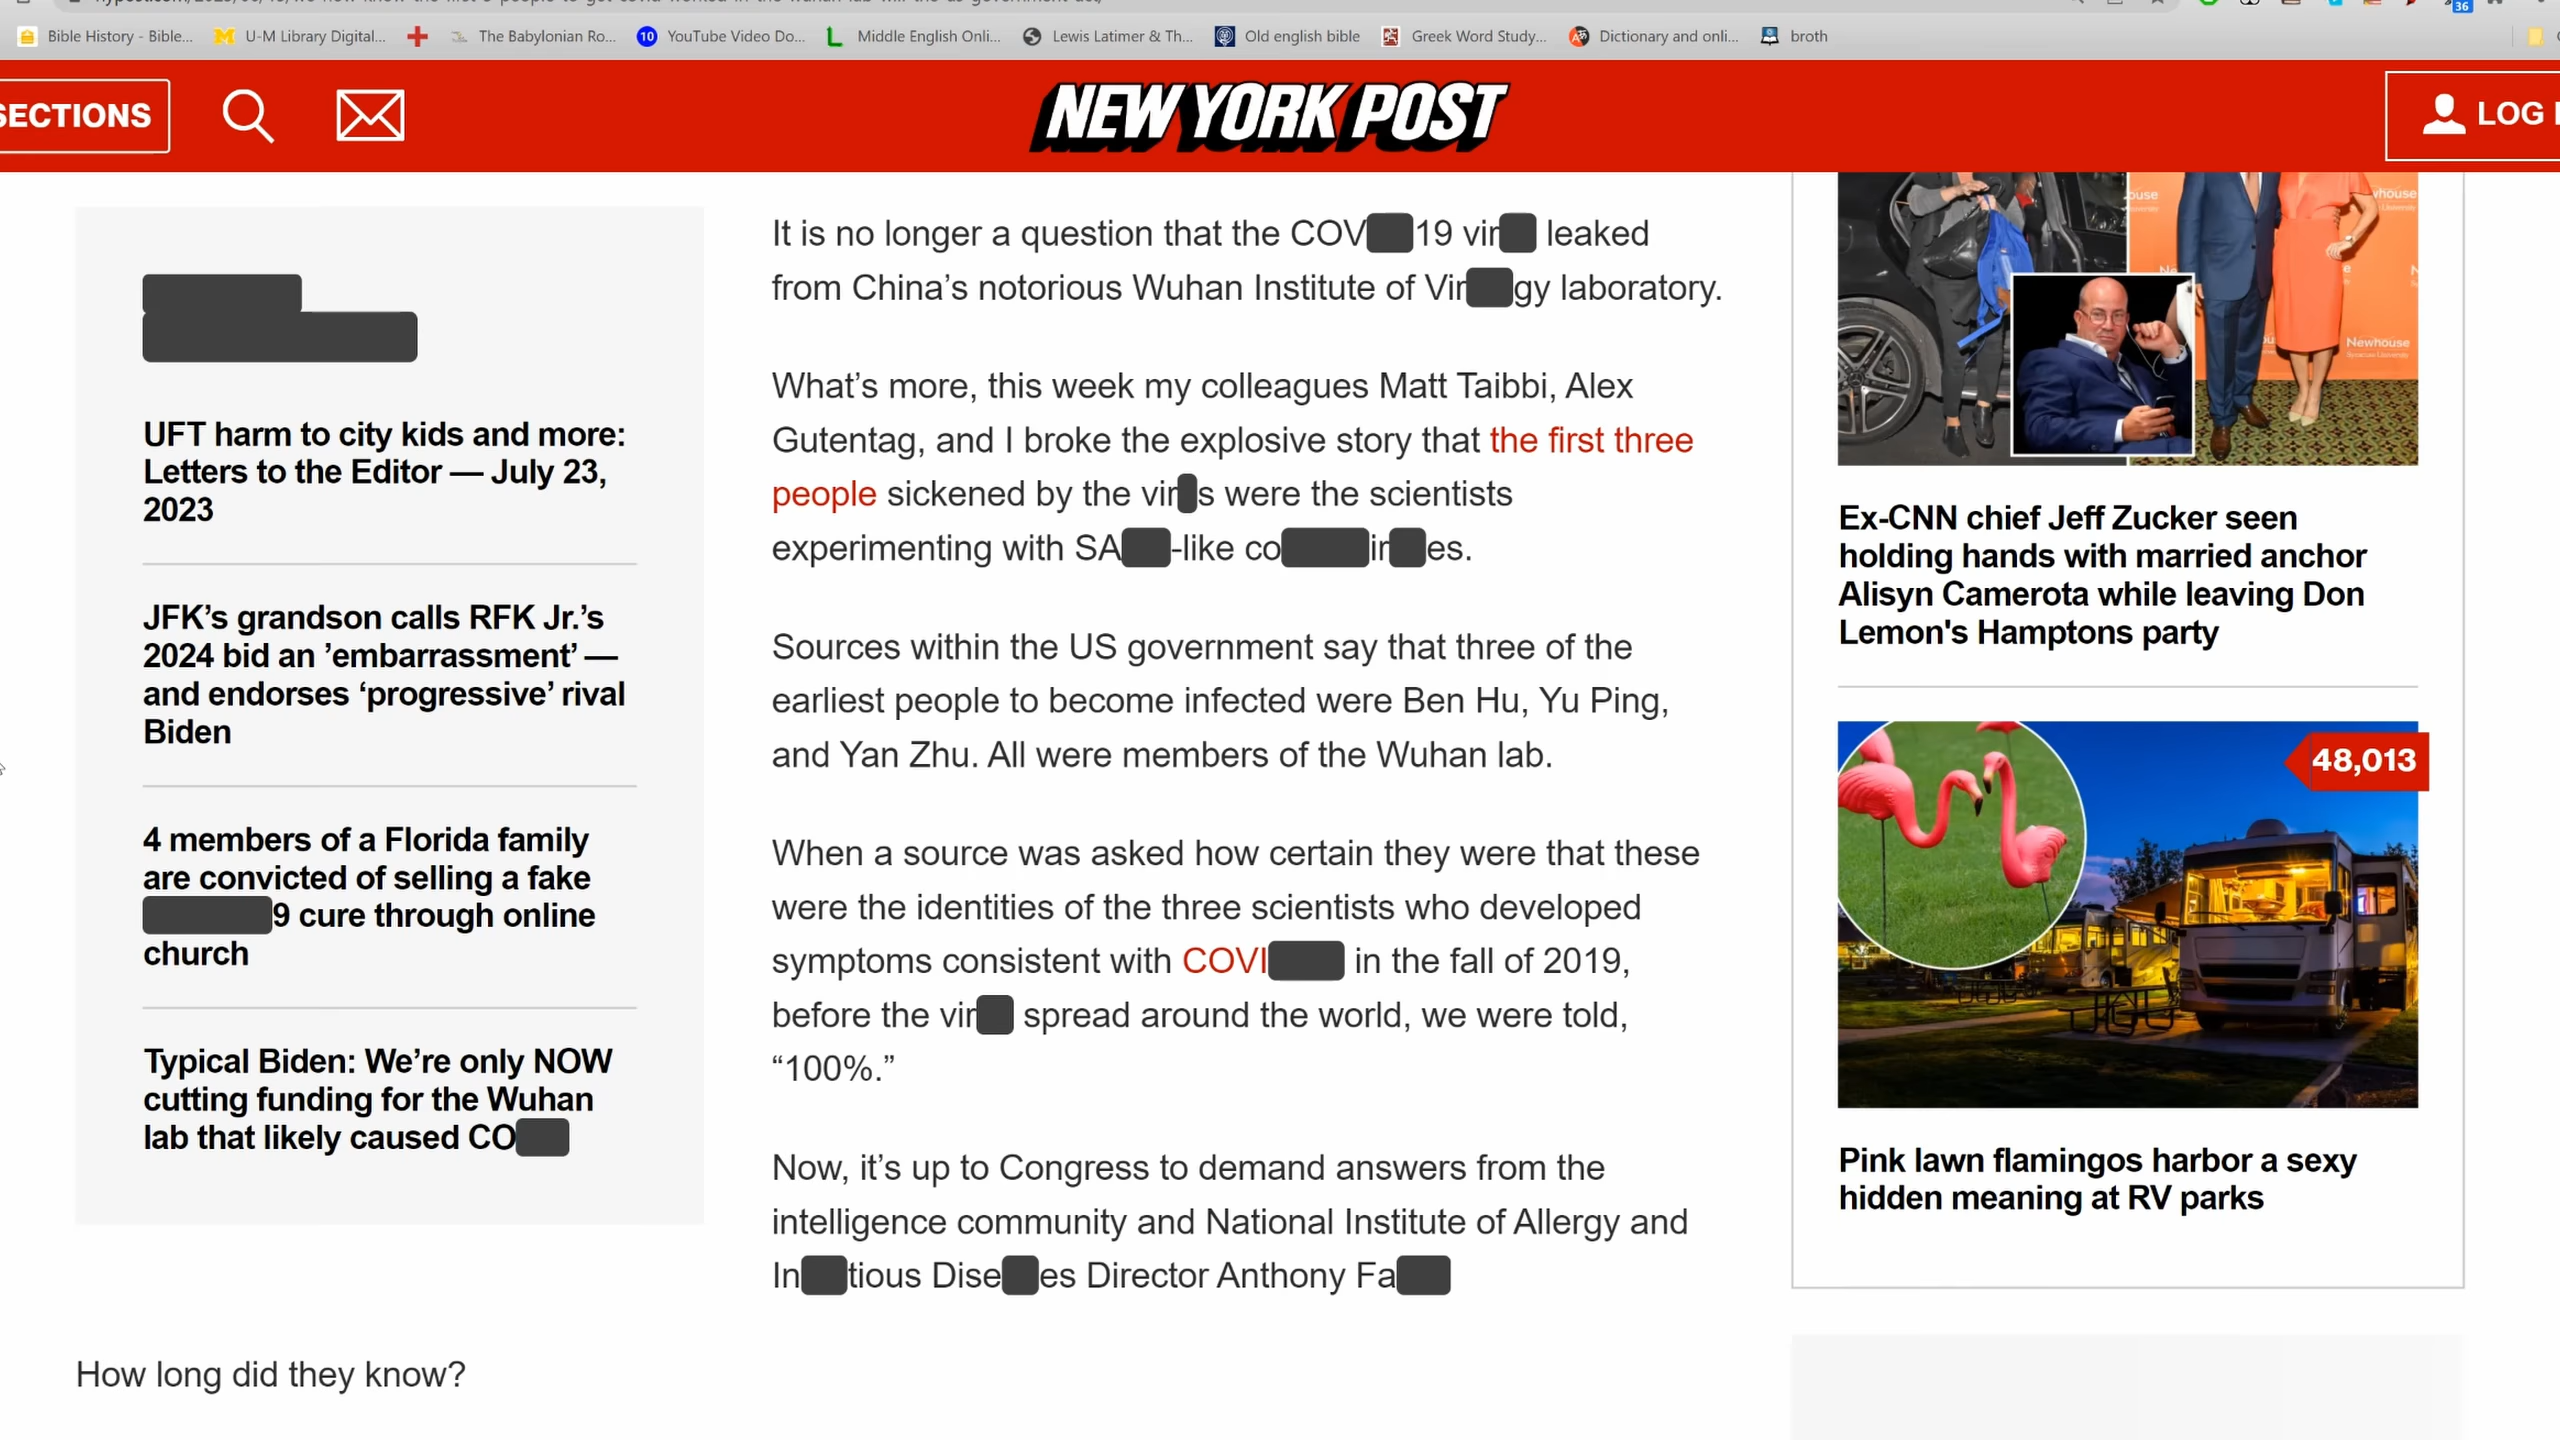 Bible History - Bible...
U-M Library Digital...
The Babylonian Ro...
10 YouTube Video Do...
Middle English Onli...
Lewis Latimer & Th...
Old english bible
Greek Word Study...
Dictionary and onli...
broth
36
SECTIONS
NEW YORK POST
LOG
UFT harm to city kids and more:
Letters to the Editor — July 23,
2023
JFK’s grandson calls RFK Jr.’s
2024 bid an ’embarrassment’ —
and endorses ‘progressive’ rival
Biden
4 members of a Florida family
are convicted of selling a fake
9 cure through online
church
Typical Biden: We’re only NOW
cutting funding for the Wuhan
lab that likely caused CO
It is no longer a question that the COV 19 vir leaked
from China’s notorious Wuhan Institute of Vir gy laboratory.
What’s more, this week my colleagues Matt Taibbi, Alex
Gutentag, and I broke the explosive story that the first three
people sickened by the vir s were the scientists
experimenting with SA -like co ir es.
Sources within the US government say that three of the
earliest people to become infected were Ben Hu, Yu Ping,
and Yan Zhu. All were members of the Wuhan lab.
When a source was asked how certain they were that these
were the identities of the three scientists who developed
symptoms consistent with COVI in the fall of 2019,
before the vir spread around the world, we were told,
“100%.”
Now, it’s up to Congress to demand answers from the
intelligence community and National Institute of Allergy and
In tious Dise es Director Anthony Fa
How long did they know?
Newhouse
Ex-CNN chief Jeff Zucker seen
holding hands with married anchor
Alisyn Camerota while leaving Don
Lemon's Hamptons party
48,013
Pink lawn flamingos harbor a sexy
hidden meaning at RV parks